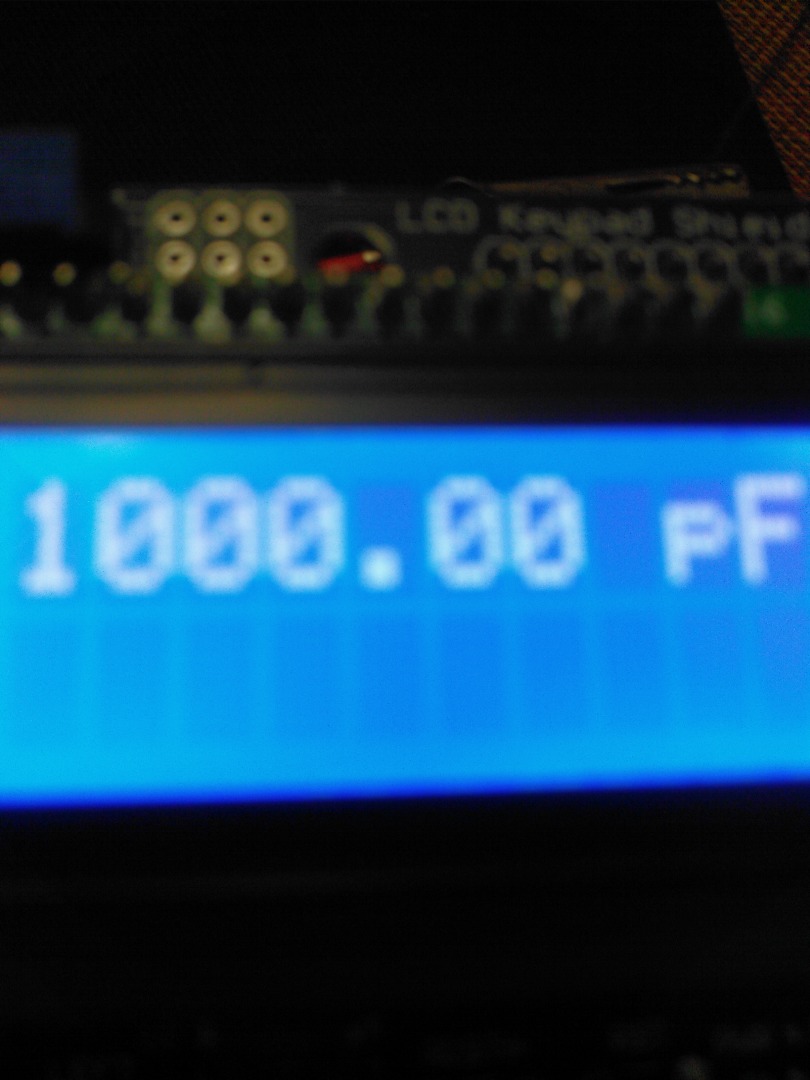 LCD Keypad Shield
1000.00 pF